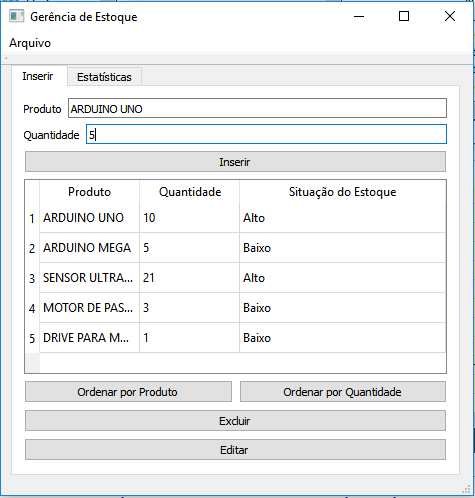 Gerência de Estoque
Arquivo
Inserir Estatísticas
Produto ARDUINO UNO
Quantidade 5
Inserir
Produto Quantidade Situação do Estoque
1 ARDUINO UNO 10 Alto
2 ARDUINO MEGA 5 Baixo
3 SENSOR ULTRA... 21 Alto
4 MOTOR DE PAS... 3 Baixo
5 DRIVE PARA M... 1 Baixo
Ordenar por Produto Ordenar por Quantidade
Excluir
Editar